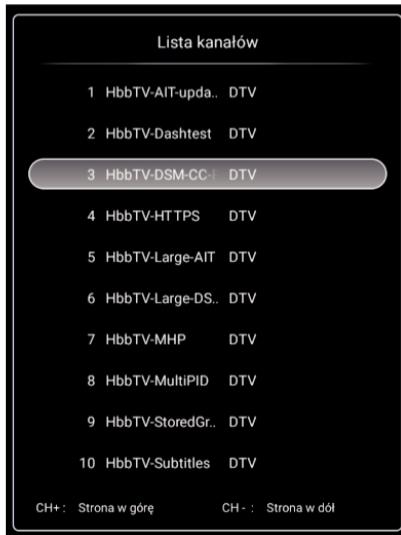 Lista kanałów
1 HbbTV-AIT-upda.. DTV
2 HbbTV-Dashtest DTV
3 HbbTV-DSM-CC- DTV
4 HbbTV-HTTPS DTV
5 HbbTV-Large-AIT DTV
6 HbbTV-Large-DS.. DTV
7 HbbTV-MHP DTV
8 HbbTV-MultiPID DTV
9 HbbTV-StoredGr.. DTV
10 HbbTV-Subtitles DTV
CH+ : Strona w górę CH - : Strona w dół